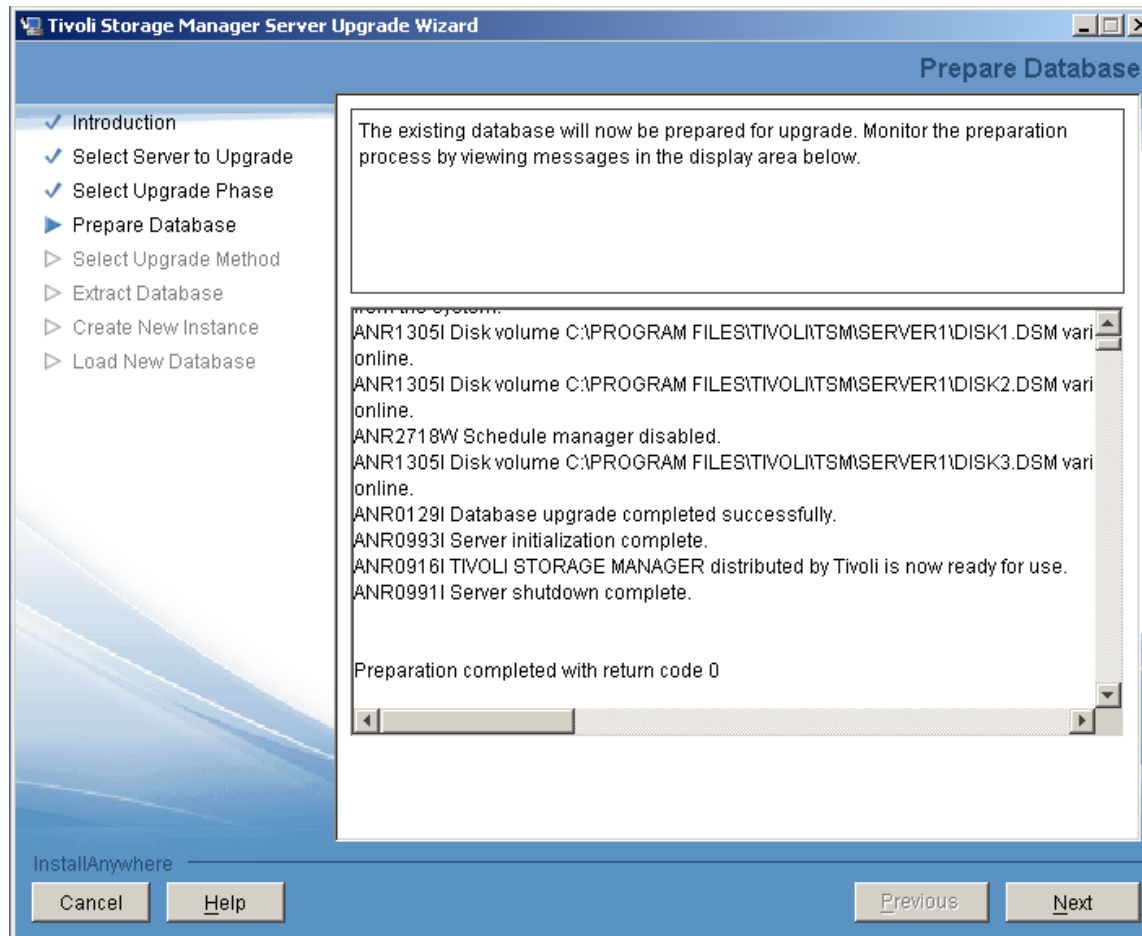 Tivoli Storage Manager Server Upgrade Wizard
Prepare Database
Introduction
Select Server to Upgrade
Select Upgrade Phase
Prepare Database
Select Upgrade Method
Extract Database
Create New Instance
Load New Database
The existing database will now be prepared for upgrade. Monitor the preparation
process by viewing messages in the display area below.
from the system.
ANR1305I Disk volume C:\PROGRAM FILES\TIVOLI\TSM\SERVER1\DISK1.DSM vari
online.
ANR1305I Disk volume C:\PROGRAM FILES\TIVOLI\TSM\SERVER1\DISK2.DSM vari
online.
ANR2718W Schedule manager disabled.
ANR1305I Disk volume C:\PROGRAM FILES\TIVOLI\TSM\SERVER1\DISK3.DSM vari
online.
ANR0129I Database upgrade completed successfully.
ANR0993I Server initialization complete.
ANR0916I TIVOLI STORAGE MANAGER distributed by Tivoli is now ready for use.
ANR0991I Server shutdown complete.
Preparation completed with return code 0
InstallAnywhere
Cancel
Help
Previous
Next